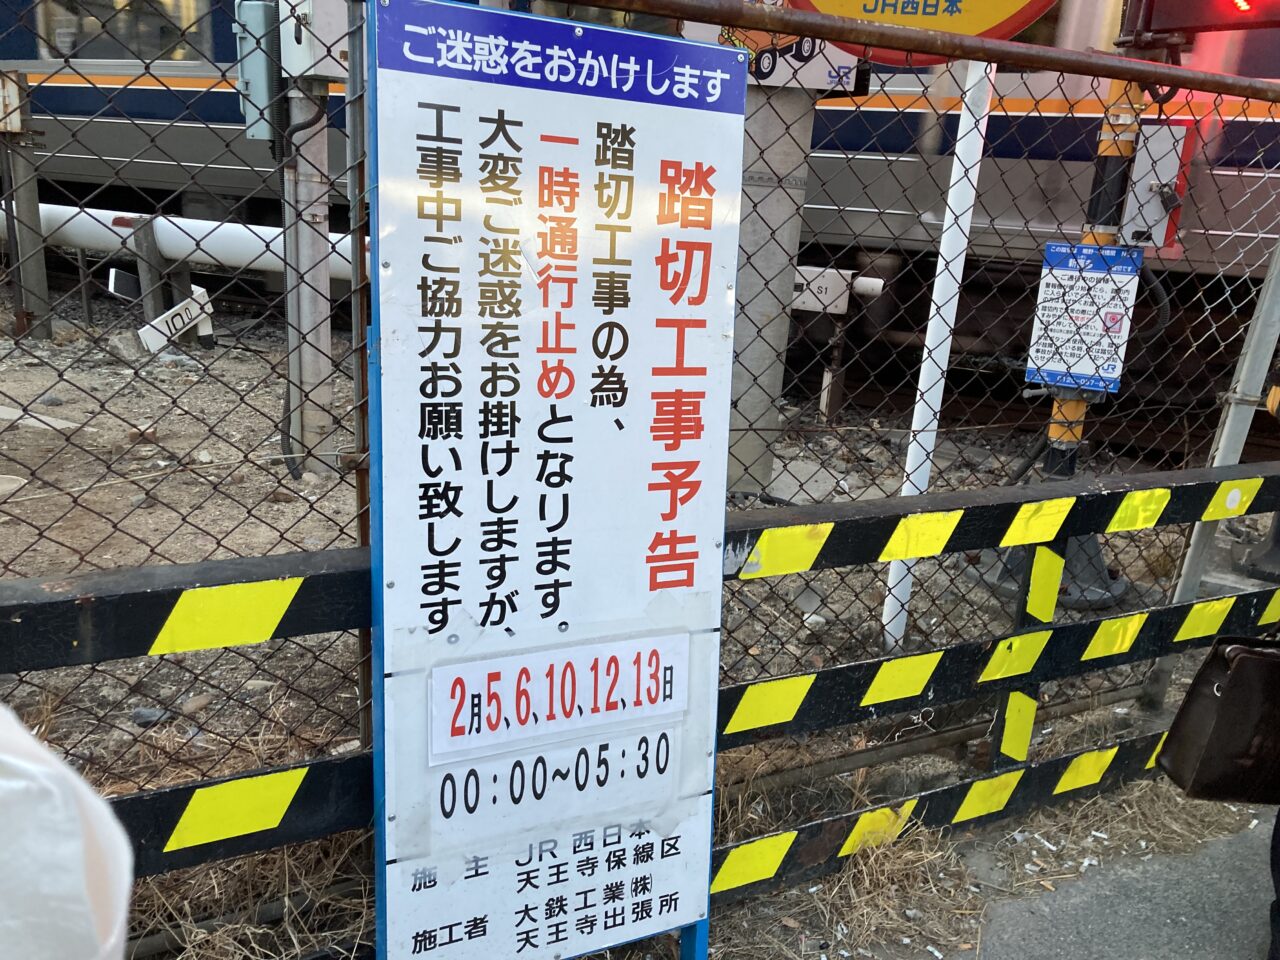 ご迷惑をおかけします
踏切工事予告
踏切工事の為、
一時通行止めとなります。
大変ご迷惑をお掛けしますが、
工事中ご協力お願い致します
2月5、6、10、12、13日
00:00~05:30
施主 JR西日本
天王寺保線区
施工者 大鉄工業㈱
天王寺出張所
JR西日本
JR
100
S1
JR